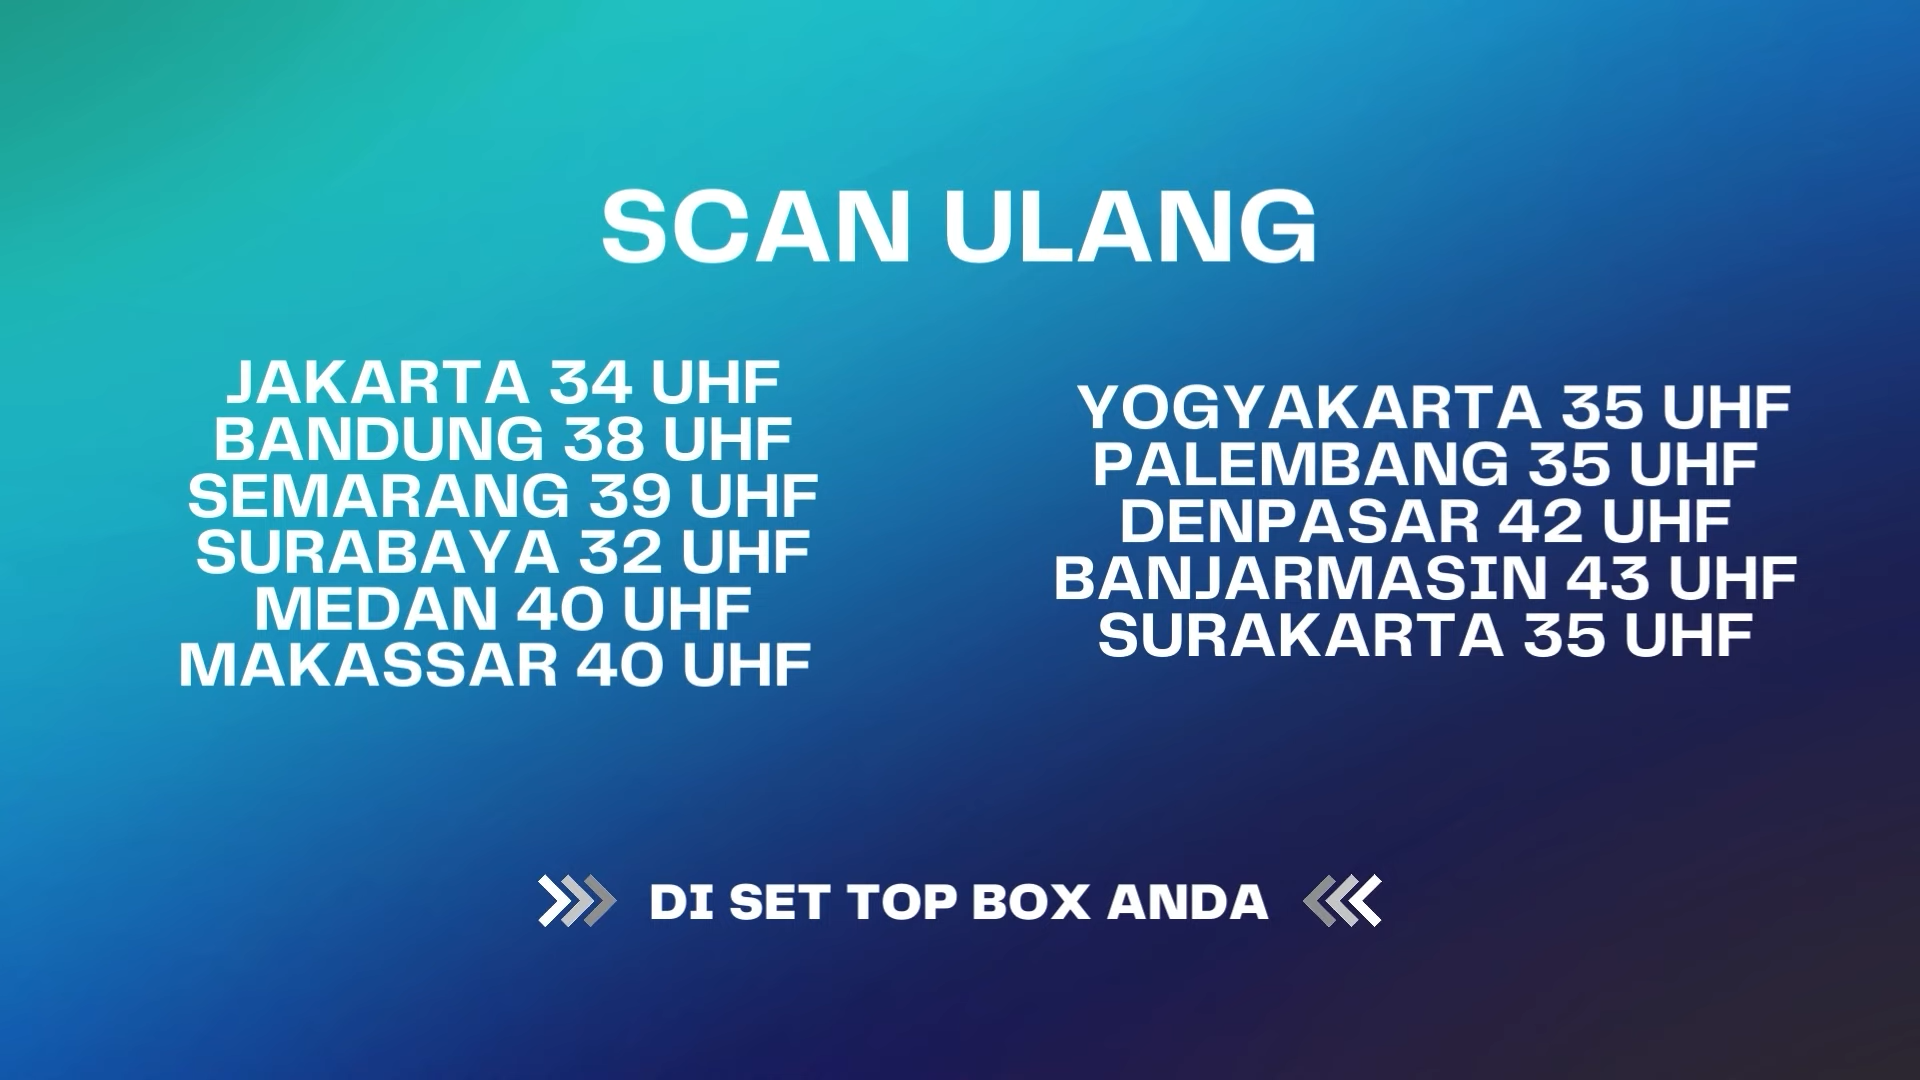 SCAN ULANG
JAKARTA 34 UHF
BANDUNG 38 UHF
SEMARANG 39 UHF
SURABAYA 32 UHF
MEDAN 40 UHF
MAKASSAR 40 UHF
YOGYAKARTA 35 UHF
PALEMBANG 35 UHF
DENPASAR 42 UHF
BANJARMASIN 43 UHF
SURAKARTA 35 UHF
DI SET TOP BOX ANDA